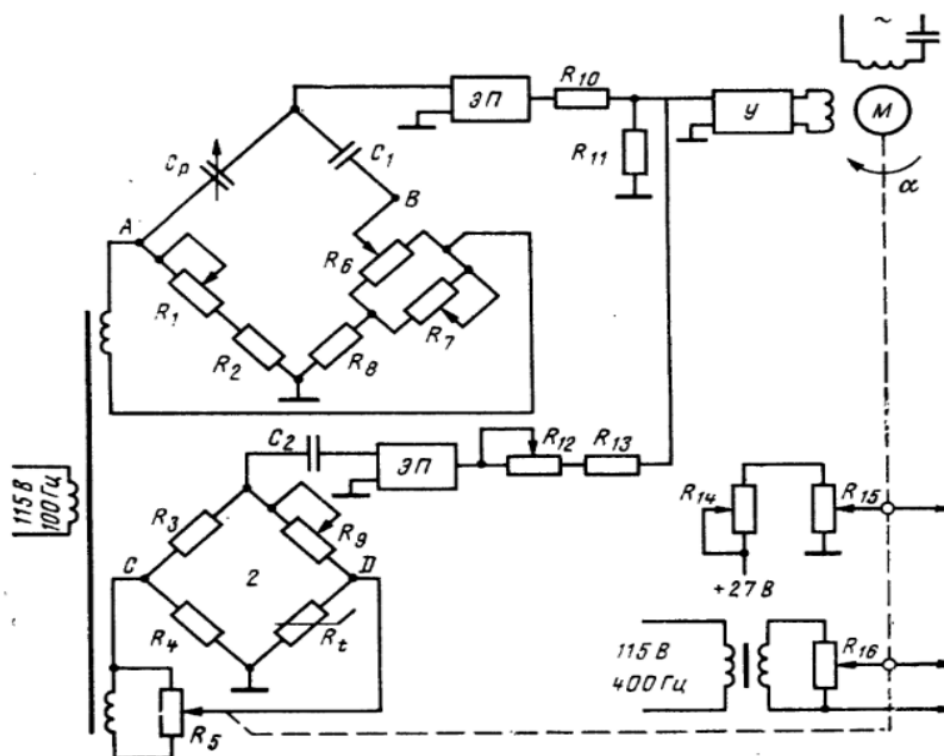 ~
ЭП
R10
R11
У
М
α
Cр
C1
A
B
R1
R2
R6
R7
R8
115 В
100 Гц
C2
ЭП
R12
R13
R3
R9
C
2
D
R4
Rt
R5
R14
R15
+27 В
115 В
400 Гц
R16